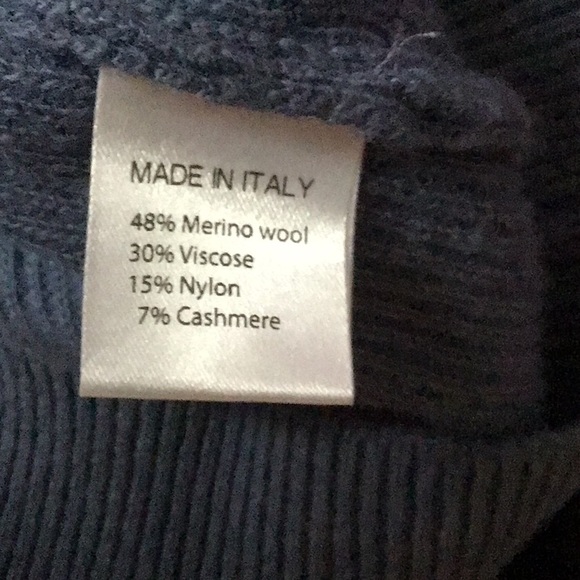 MADE IN ITALY
48% Merino wool
30% Viscose
15% Nylon
7% Cashmere